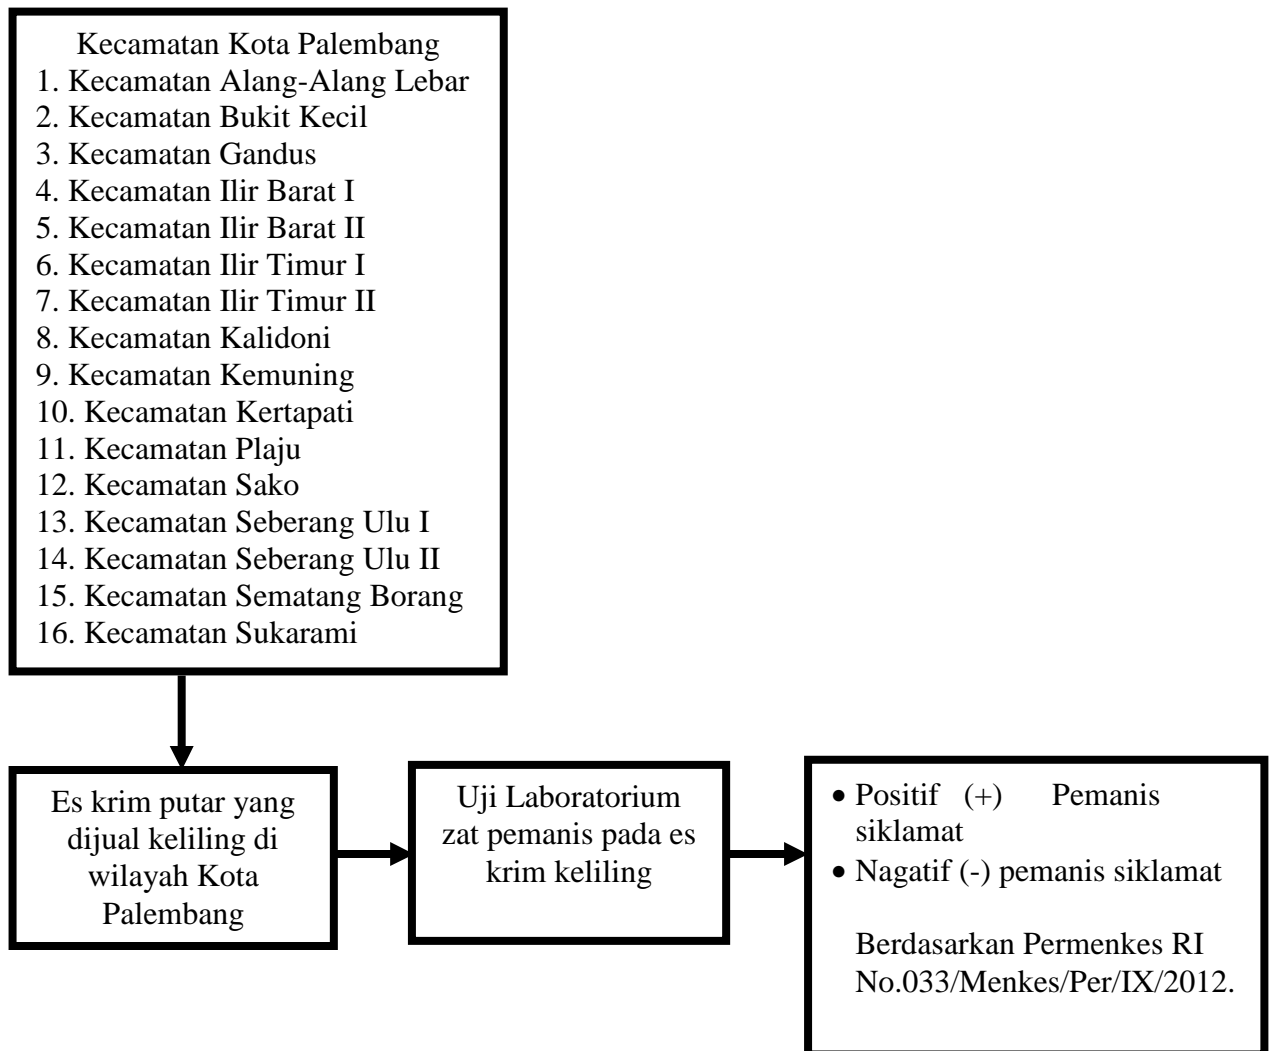 Kecamatan Kota Palembang
1. Kecamatan Alang-Alang Lebar
2. Kecamatan Bukit Kecil
3. Kecamatan Gandus
4. Kecamatan Ilir Barat I
5. Kecamatan Ilir Barat II
6. Kecamatan Ilir Timur I
7. Kecamatan Ilir Timur II
8. Kecamatan Kalidoni
9. Kecamatan Kemuning
10. Kecamatan Kertapati
11. Kecamatan Plaju
12. Kecamatan Sako
13. Kecamatan Seberang Ulu I
14. Kecamatan Seberang Ulu II
15. Kecamatan Sematang Borang
16. Kecamatan Sukarami
Es krim putar yang
dijual keliling di
wilayah Kota
Palembang
Uji Laboratorium
zat pemanis pada es
krim keliling
• Positif (+) Pemanis
siklamat
• Nagatif (-) pemanis siklamat
Berdasarkan Permenkes RI
No.033/Menkes/Per/IX/2012.